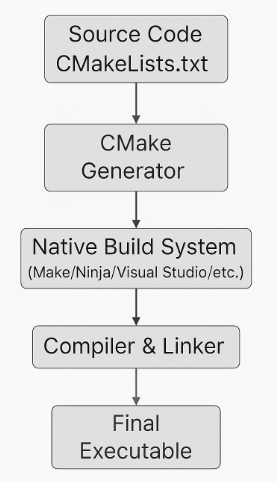 Source Code
CMakeLists.txt
CMake
Generator
Native Build System
(Make/Ninja/Visual Studio/etc.)
Compiler & Linker
Final
Executable